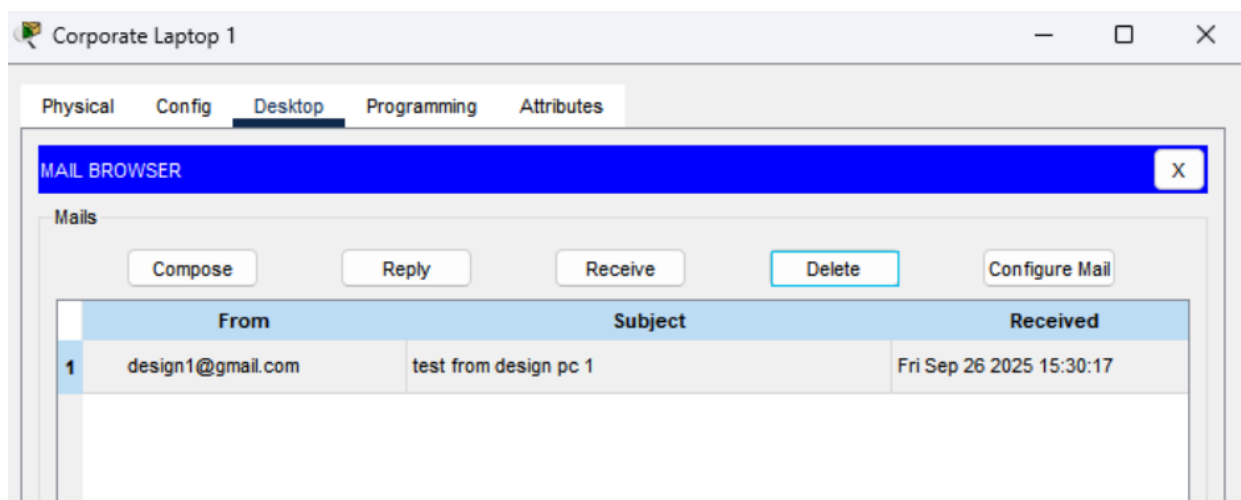 Corporate Laptop 1
Physical Config Desktop Programming Attributes
MAIL BROWSER X
Mails
Compose Reply Receive Delete Configure Mail
From Subject Received
1 design1@gmail.com test from design pc 1 Fri Sep 26 2025 15:30:17